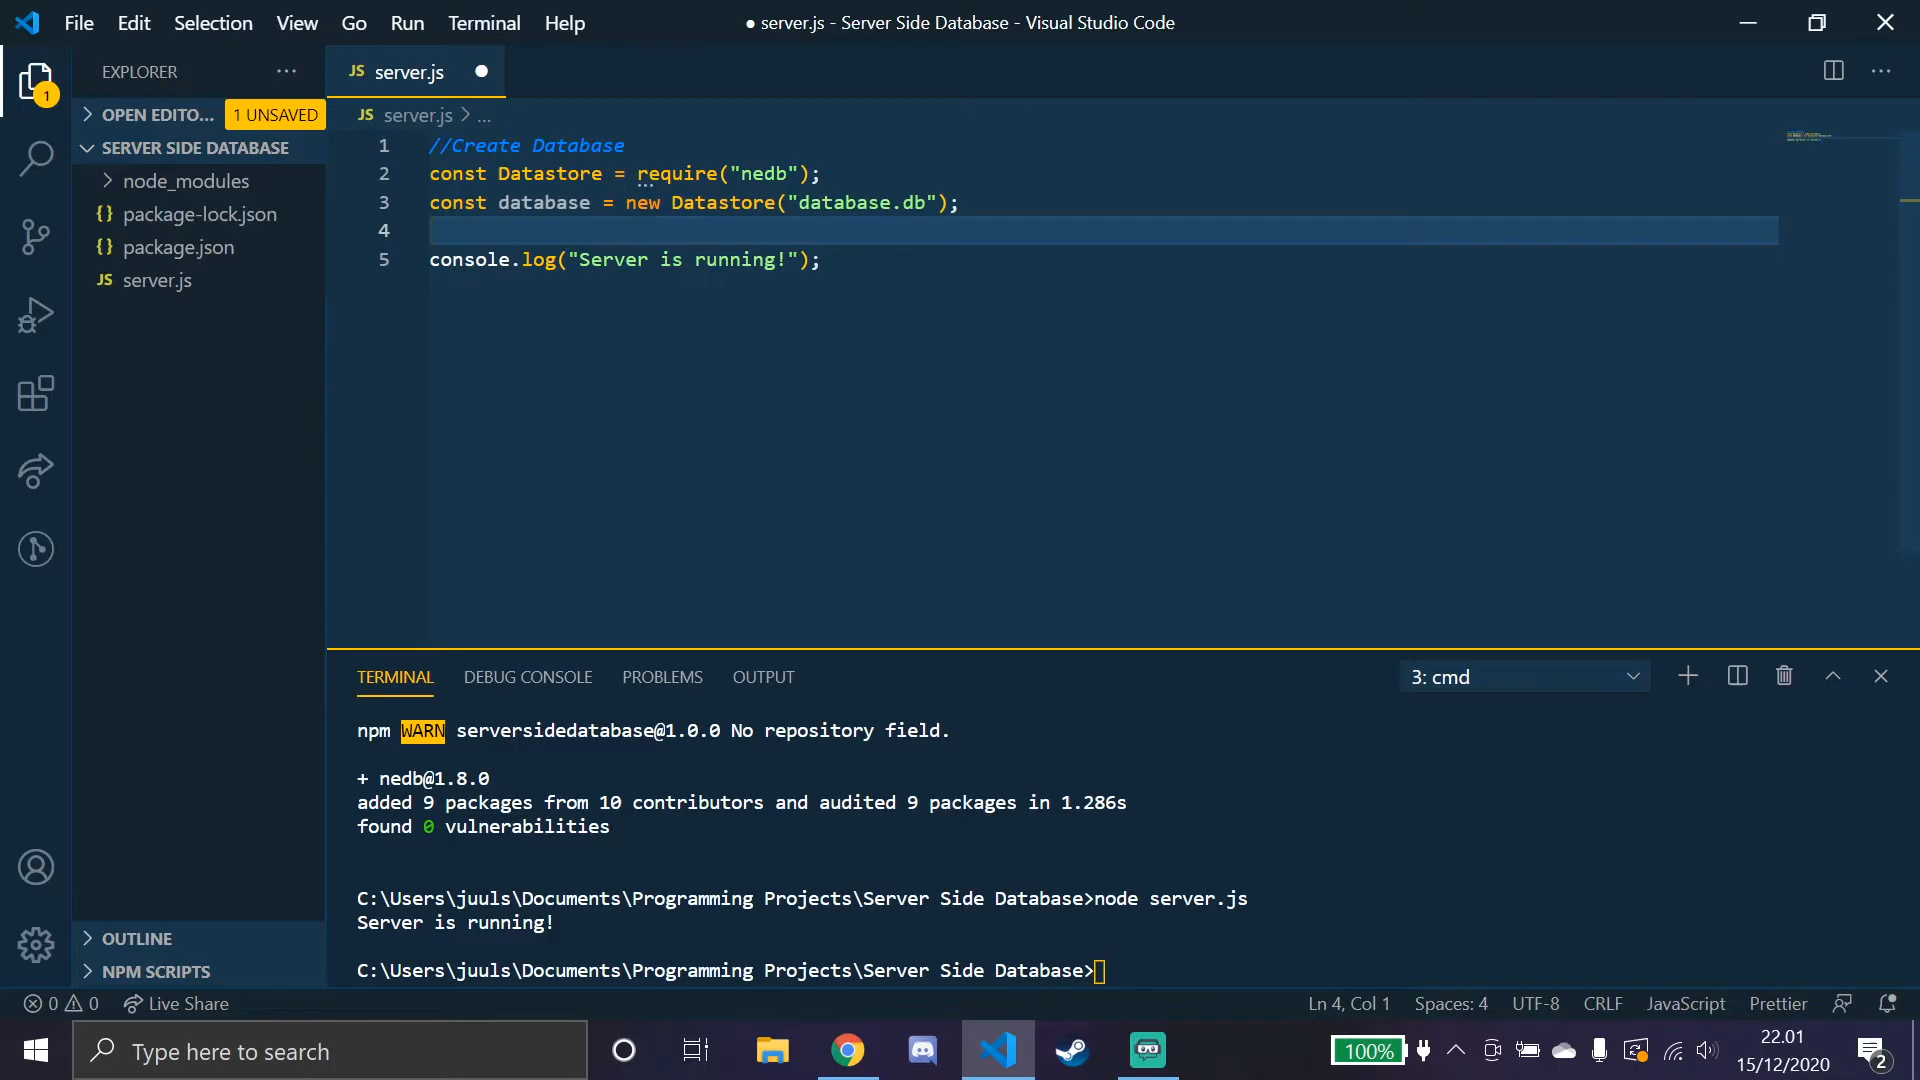 File Edit Selection View Go Run Terminal Help
● server.js - Server Side Database - Visual Studio Code
EXPLORER
OPEN EDITO... 1 UNSAVED
SERVER SIDE DATABASE
node_modules
{} package-lock.json
{} package.json
JS server.js
1
JS server.js
JS server.js > ...
1 //Create Database
2 const Datastore = require("nedb");
3 const database = new Datastore("database.db");
4
5 console.log("Server is running!");
TERMINAL DEBUG CONSOLE PROBLEMS OUTPUT
3: cmd
npm WARN serversidedatabase@1.0.0 No repository field.
+ nedb@1.8.0
added 9 packages from 10 contributors and audited 9 packages in 1.286s
found 0 vulnerabilities
C:\Users\juuls\Documents\Programming Projects\Server Side Database>node server.js
Server is running!
C:\Users\juuls\Documents\Programming Projects\Server Side Database>
OUTLINE
NPM SCRIPTS
0 0 Live Share
Ln 4, Col 1 Spaces: 4 UTF-8 CRLF JavaScript Prettier
Type here to search
100%
22.01
15/12/2020
2